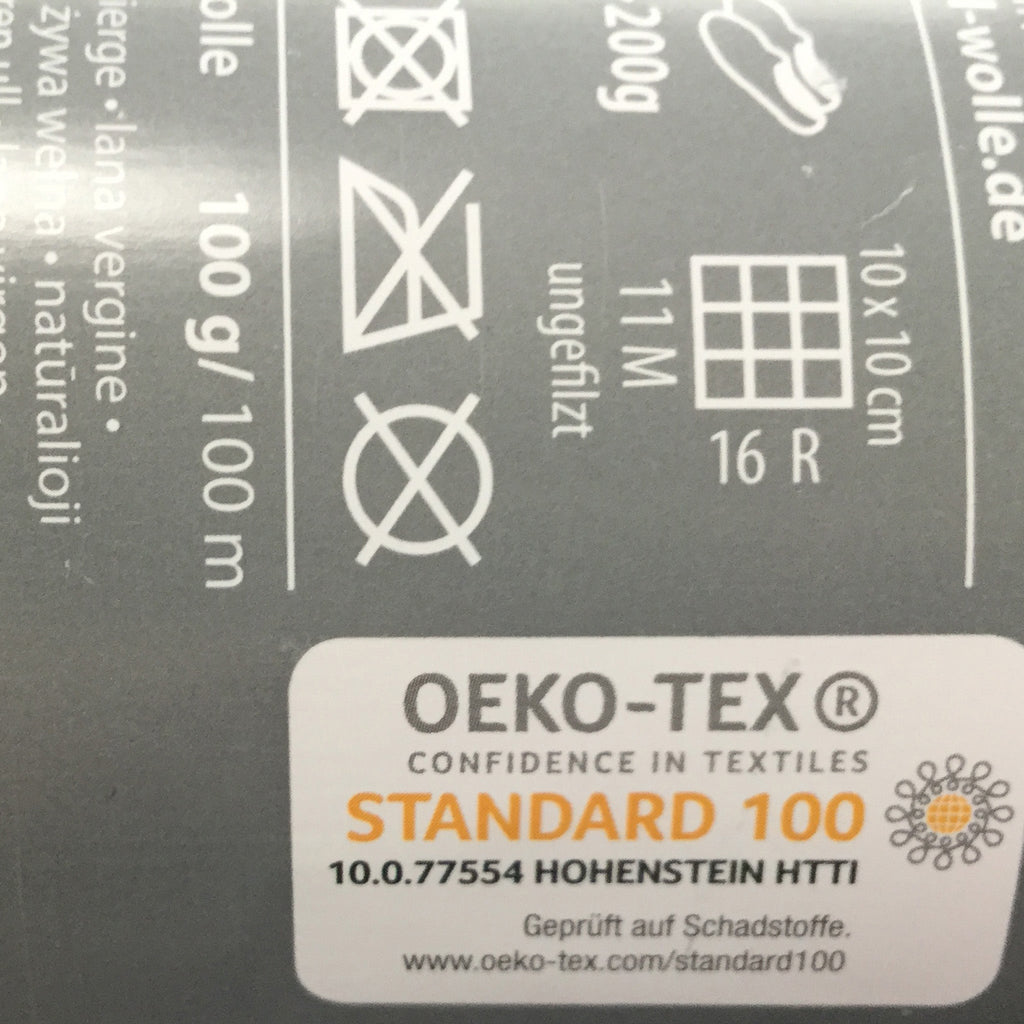 -wolle.de
10 x 10 cm
16 R
11 M
ungefilzt
200g
olle
100 g/ 100 m
ierge • lana vergine •
żywa wełna • natūralioji
OEKO-TEX®
CONFIDENCE IN TEXTILES
STANDARD 100
10.0.77554 HOHENSTEIN HTTI
Geprüft auf Schadstoffe.
www.oeko-tex.com/standard100